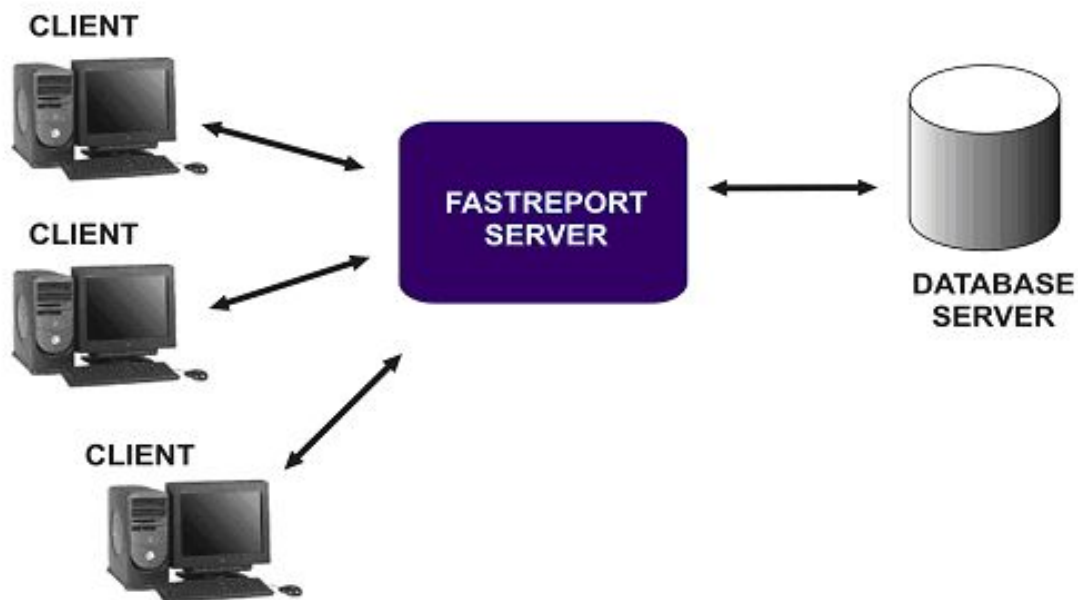 CLIENT
CLIENT
CLIENT
FASTREPORT
SERVER
DATABASE
SERVER